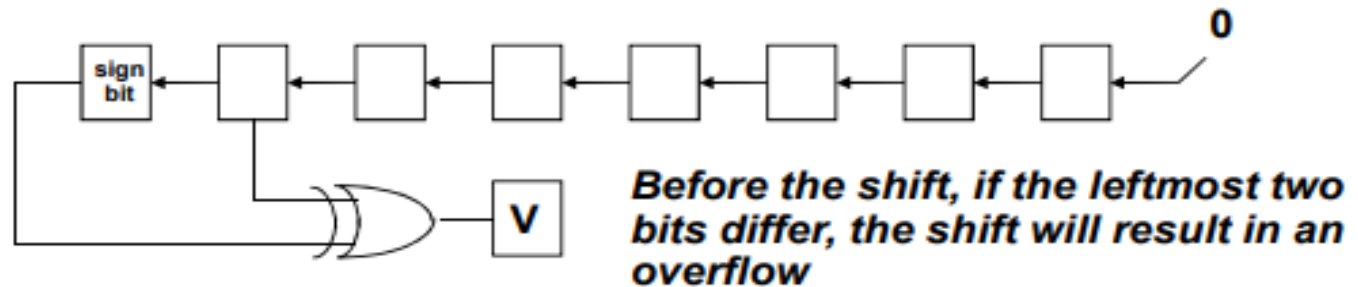 0
sign
bit
V
Before the shift, if the leftmost two
bits differ, the shift will result in an
overflow